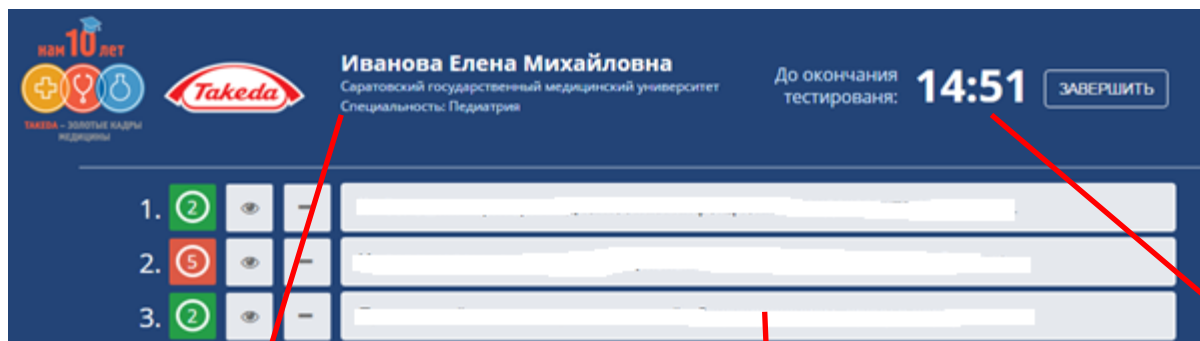 нам 10 лет
TAKEDA – ЗОЛОТЫЕ КАДРЫ
МЕДИЦИНЫ
Takeda
Иванова Елена Михайловна
Саратовский государственный медицинский университет
Специальность: Педиатрия
До окончания
тестированя:
14:51
ЗАВЕРШИТЬ
1. 2
2. 5
3. 2